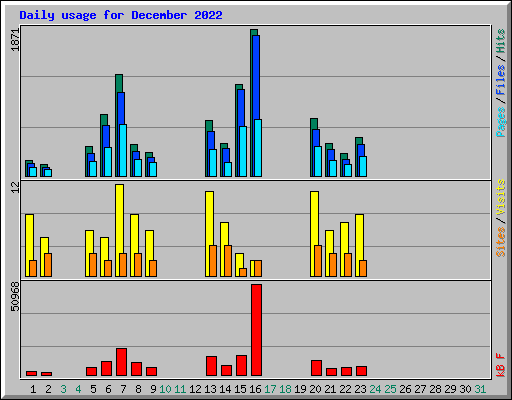 Daily usage for December 2022
1871
12
50968
Pages / Files / Hits
Sites / Visits
kB F
1 2 3 4 5 6 7 8 9 10 11 12 13 14 15 16 17 18 19 20 21 22 23 24 25 26 27 28 29 30 31